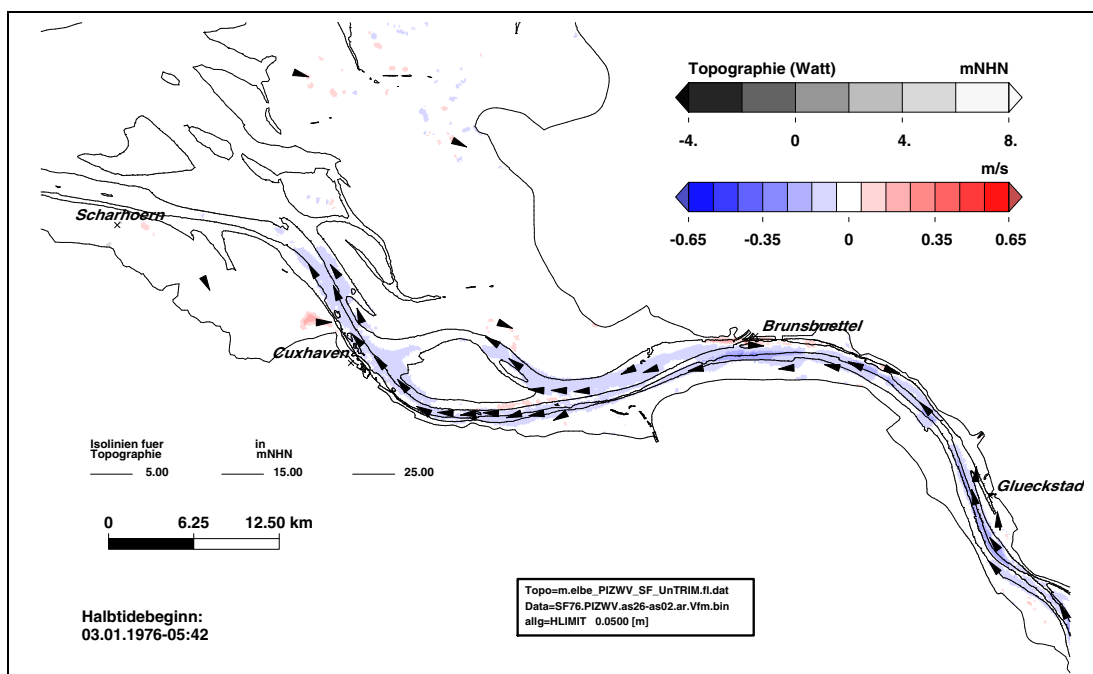 Topographie (Watt) mNHN
-4. 0 4. 8.
m/s
-0.65 -0.35 0 0.35 0.65
Scharhoern
Brunsbuettel
Cuxhaven
Isolinien fuer in
Topographie mNHN
5.00 15.00 25.00
Glueckstad
0 6.25 12.50 km
Topo=m.elbe_PIZWV_SF_UnTRIM.fl.dat
Data=SF76.PIZWV.as26-as02.ar.Vfm.bin
allg=HLIMIT 0.0500 [m]
Halbtidebeginn:
03.01.1976-05:42